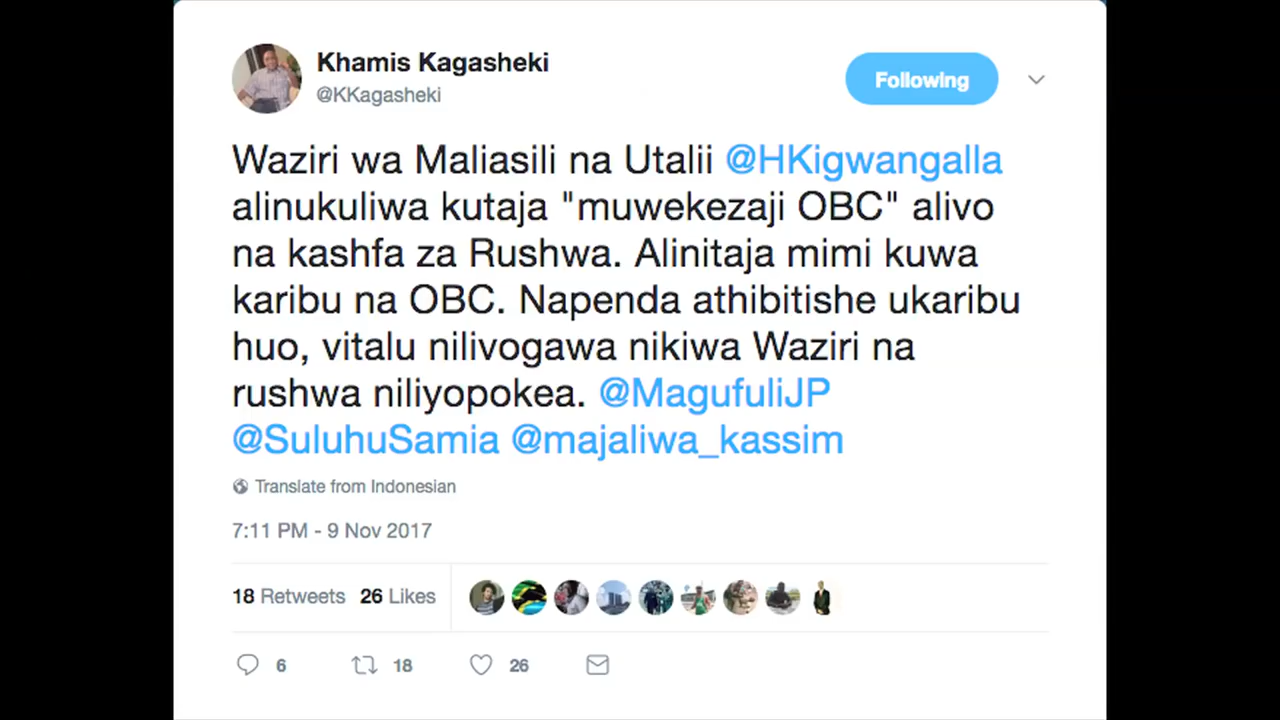 Khamis Kagasheki
@KKagasheki
Following
Waziri wa Maliasili na Utalii @HKigwangalla
alinukuliwa kutaja "muwekezaji OBC" alivo
na kashfa za Rushwa. Alinitaja mimi kuwa
karibu na OBC. Napenda athibitishe ukaribu
huo, vitalu nilivogawa nikiwa Waziri na
rushwa niliyopokea. @MagufuliJP
@SuluhuSamia @majaliwa_kassim
Translate from Indonesian
7:11 PM - 9 Nov 2017
18 Retweets 26 Likes
6 18 26